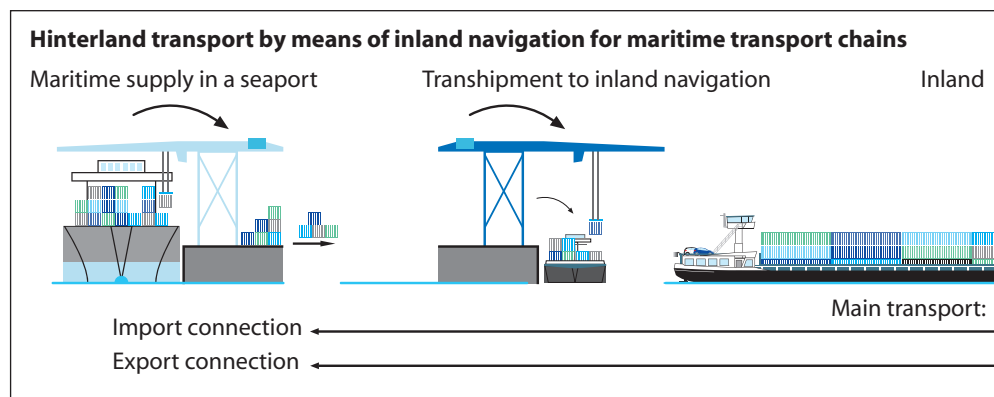 Hinterland transport by means of inland navigation for maritime transport chains
Maritime supply in a seaport
Transhipment to inland navigation
Inland
Main transport:
Import connection
Export connection